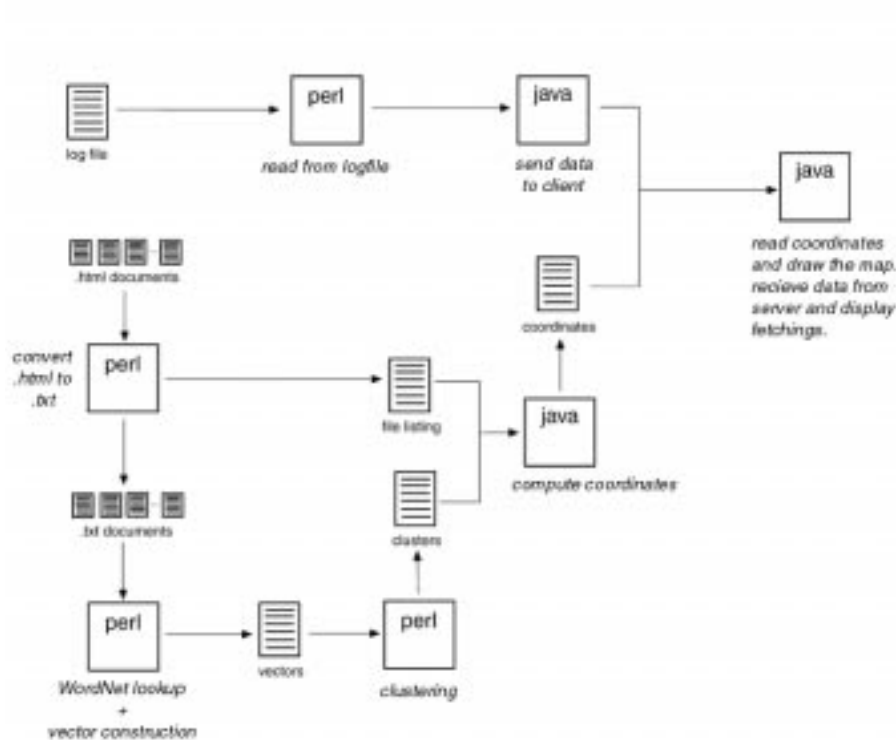 perl
java
log file
read from logfile
send data
to client
java
read coordinates
and draw the map.
recieve data from
server and display
fetchings.
.html documents
coordinates
convert
.html to
.txt
perl
file listing
java
compute coordinates
.txt documents
clusters
perl
vectors
perl
WordNet lookup
+
vector construction
clustering